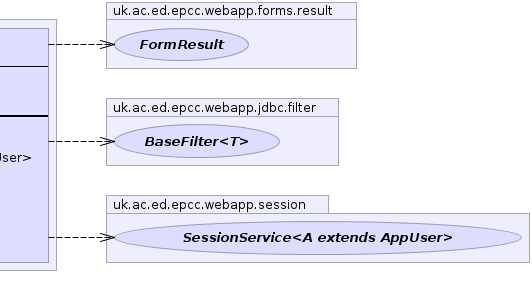 uk.ac.ed.epcc.webapp.forms.result
FormResult
uk.ac.ed.epcc.webapp.jdbc.filter
BaseFilter<T>
User>
uk.ac.ed.epcc.webapp.session
SessionService<A extends AppUser>